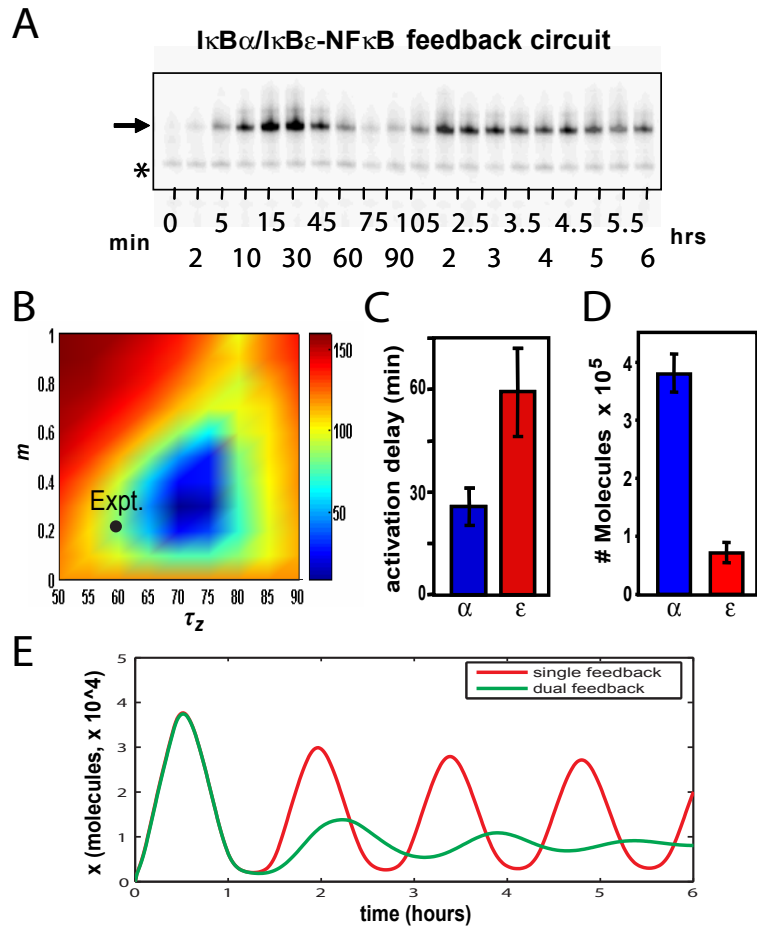 A
IκBα/IκBε-NFκB feedback circuit
*
0 5 15 45 75 105 2.5 3.5 4.5 5.5
min hrs
2 10 30 60 90 2 3 4 5 6
B
m
1
0.8
0.6
0.4
0.2
0
Expt.
50 55 60 65 70 75 80 85 90
τz
150
100
50
C
activation delay (min)
60
30
0
α ε
D
# Molecules x 10^5
4
3
2
1
0
α ε
E
x (molecules, x 10^4)
5
4
3
2
1
0
single feedback
dual feedback
0 1 2 3 4 5 6
time (hours)